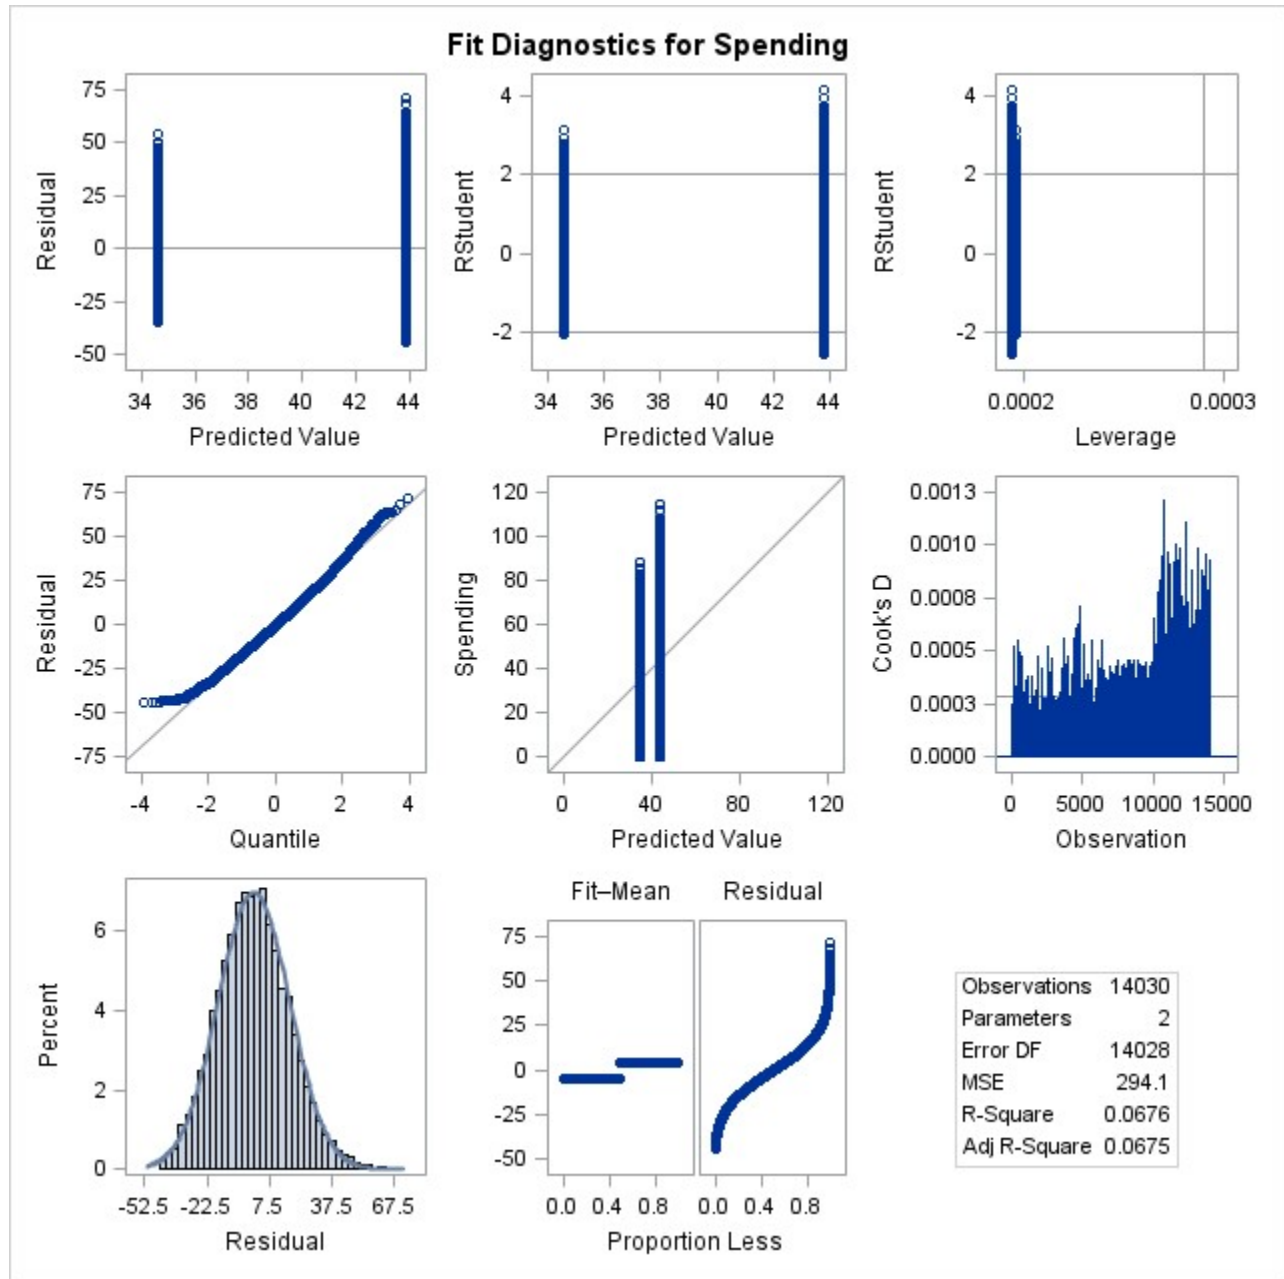 Fit Diagnostics for Spending
75
50
25
0
-25
-50
Residual
34 36 38 40 42 44
Predicted Value
4
2
0
-2
RStudent
34 36 38 40 42 44
Predicted Value
4
2
0
-2
RStudent
0.0002 0.0003
Leverage
75
50
25
0
-25
-50
-75
Residual
-4 -2 0 2 4
Quantile
120
100
80
60
40
20
0
Spending
0 40 80 120
Predicted Value
0.0013
0.0010
0.0008
0.0005
0.0003
0.0000
Cook's D
0 5000 10000 15000
Observation
6
4
2
0
Percent
-52.5 -22.5 7.5 37.5 67.5
Residual
Fit–Mean Residual
75
50
25
0
-25
-50
0.0 0.4 0.8 0.0 0.4 0.8
Proportion Less
Observations 14030
Parameters 2
Error DF 14028
MSE 294.1
R-Square 0.0676
Adj R-Square 0.0675